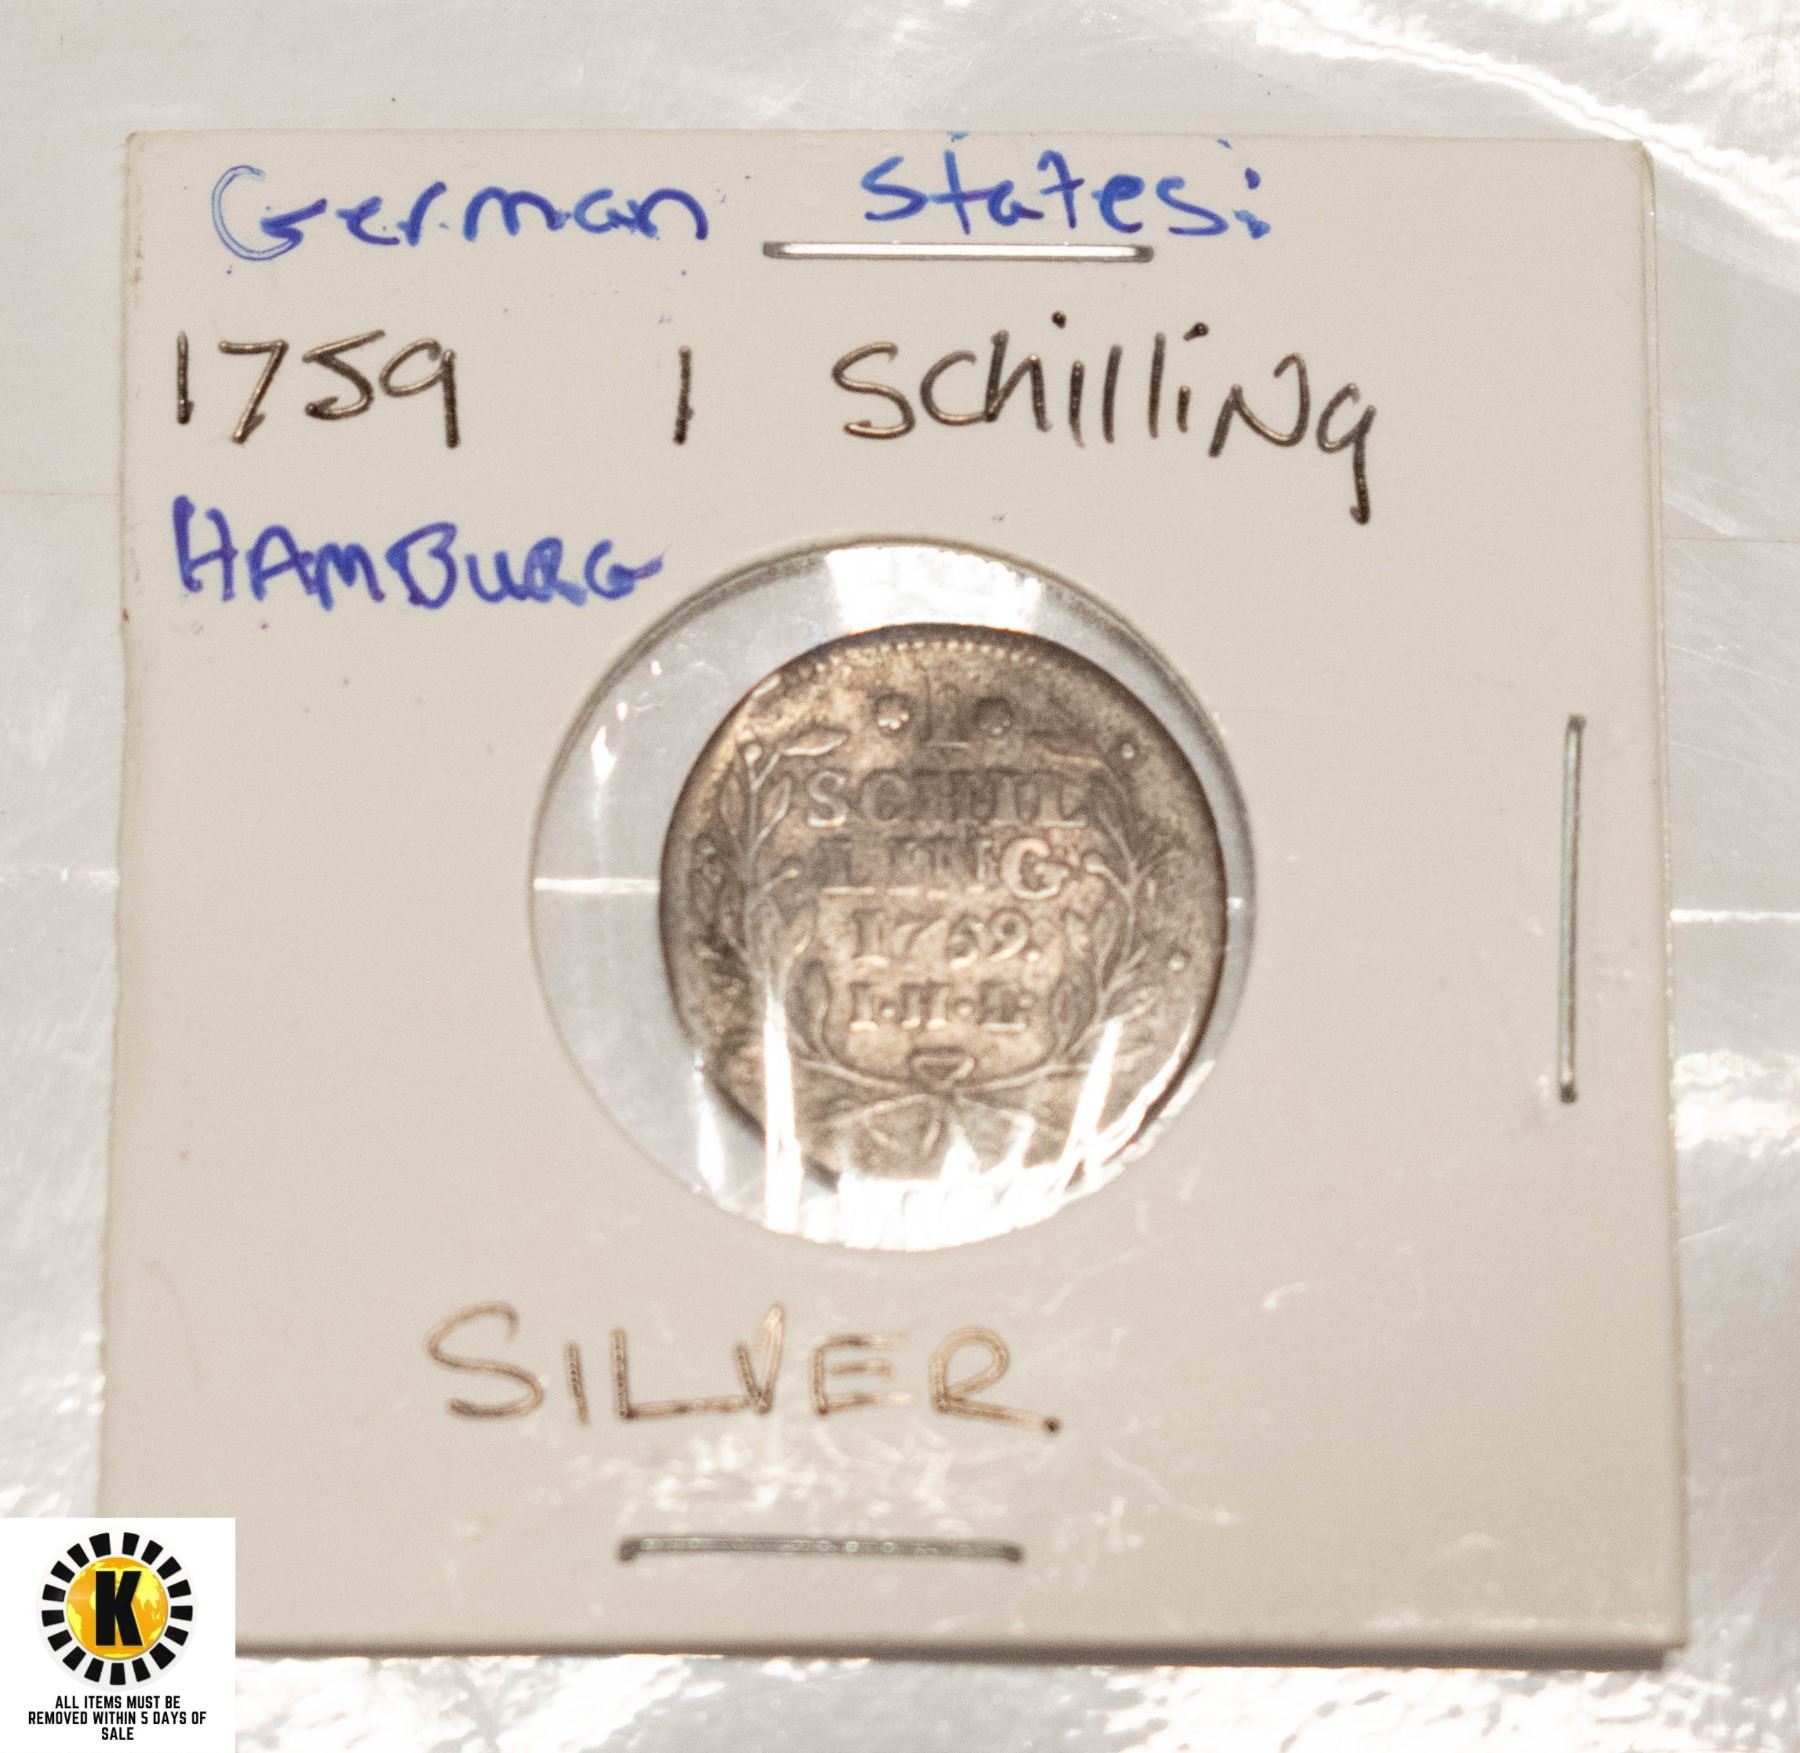 German States:
1759 1 Schilling
HAMBURG
1
SCHIL
LING
1759.
I·H·L·
SILVER
K
ALL ITEMS MUST BE
REMOVED WITHIN 5 DAYS OF
SALE